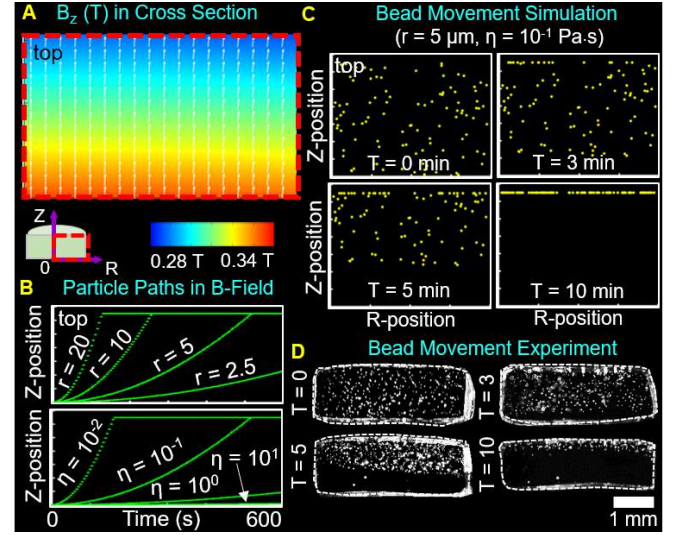 A
B_z (T) in Cross Section
top
Z
0
R
0.28 T
0.34 T
B
Particle Paths in B-Field
Z-position
top
r = 20
r = 10
r = 5
r = 2.5
Z-position
η = 10⁻²
η = 10⁻¹
η = 10⁰
η = 10¹
0
Time (s)
600
C
Bead Movement Simulation
(r = 5 µm, η = 10⁻¹ Pa·s)
Z-position
top
T = 0 min
T = 3 min
Z-position
T = 5 min
T = 10 min
R-position
R-position
D
Bead Movement Experiment
T = 0
T = 3
T = 5
T = 10
1 mm